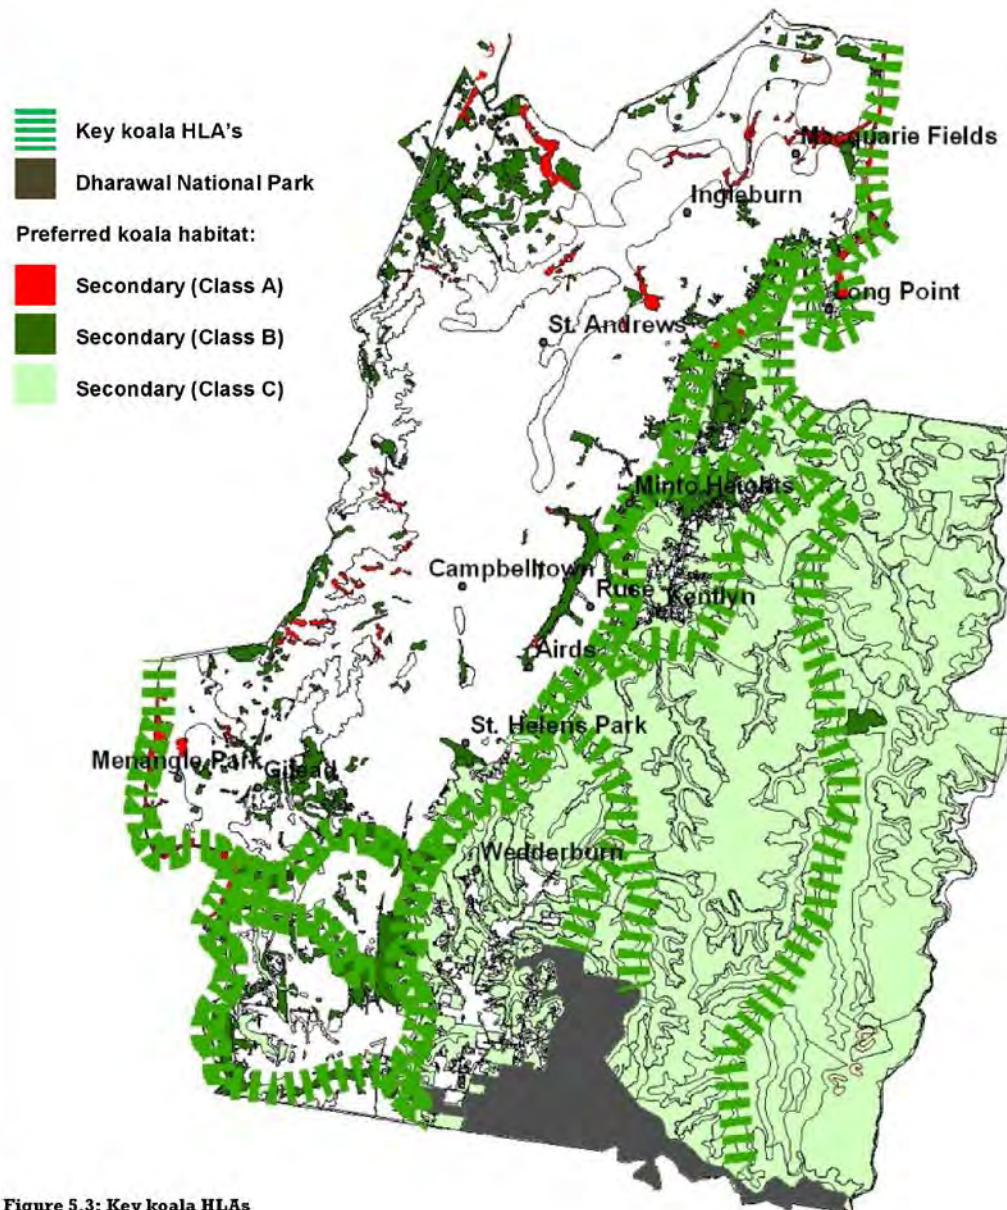 Key koala HLA's
Dharawal National Park
Preferred koala habitat:
Secondary (Class A)
Secondary (Class B)
Secondary (Class C)
Macquarie Fields
Ingleburn
Long Point
St. Andrews
Minto Heights
Campbelltown
Ruse
Kentlyn
Airds
St. Helens Park
Menangle Park
Gilead
Wedderburn
Figure 5.3: Key koala HLAs